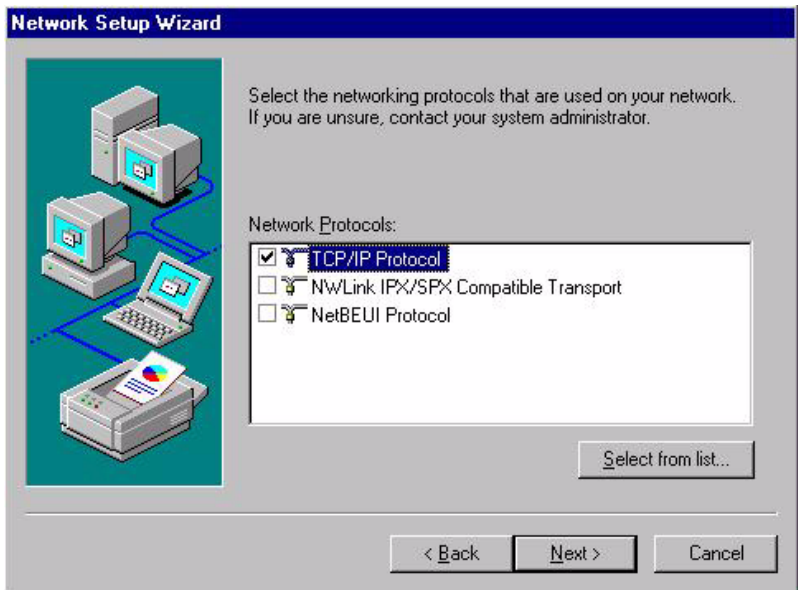 Network Setup Wizard
Select the networking protocols that are used on your network.
If you are unsure, contact your system administrator.
Network Protocols:
TCP/IP Protocol
NWLink IPX/SPX Compatible Transport
NetBEUI Protocol
Select from list...
< Back
Next >
Cancel